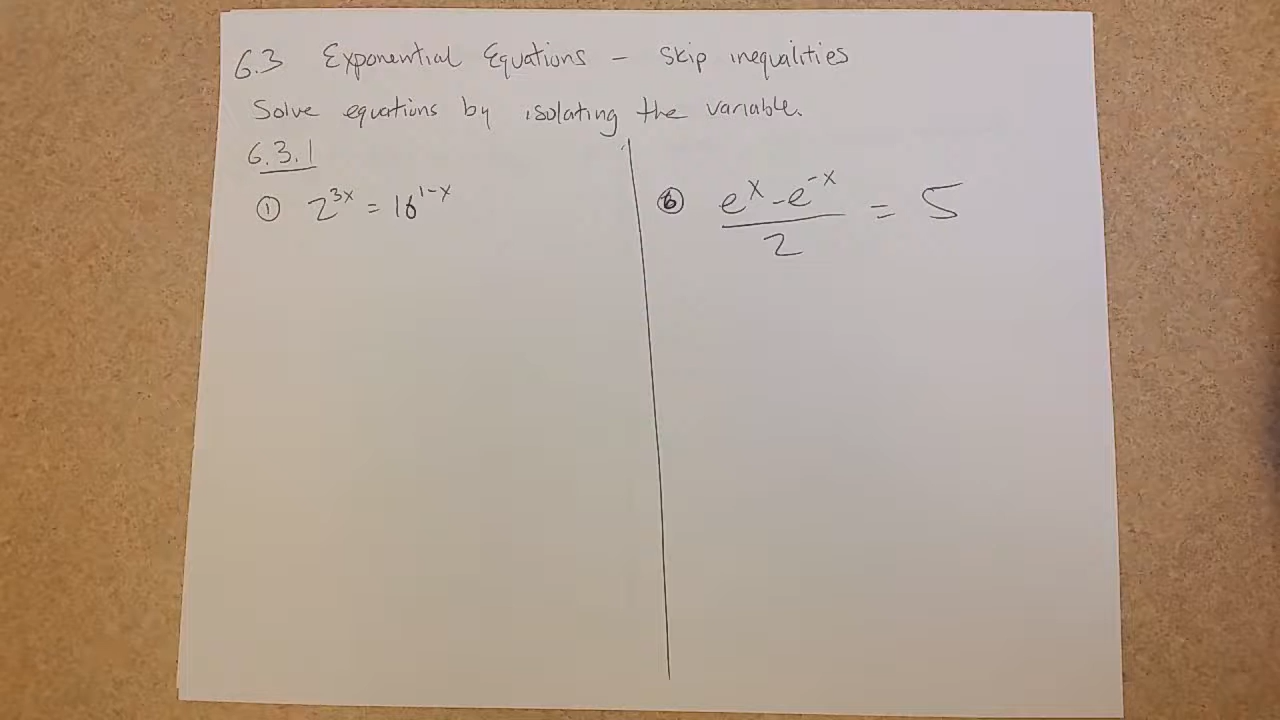 6.3 Exponential Equations - Skip inequalities
Solve equations by isolating the variable.
6.3.1
① 2^{3x} = 16^{1-x}
⑥ \frac{e^x - e^{-x}}{2} = 5